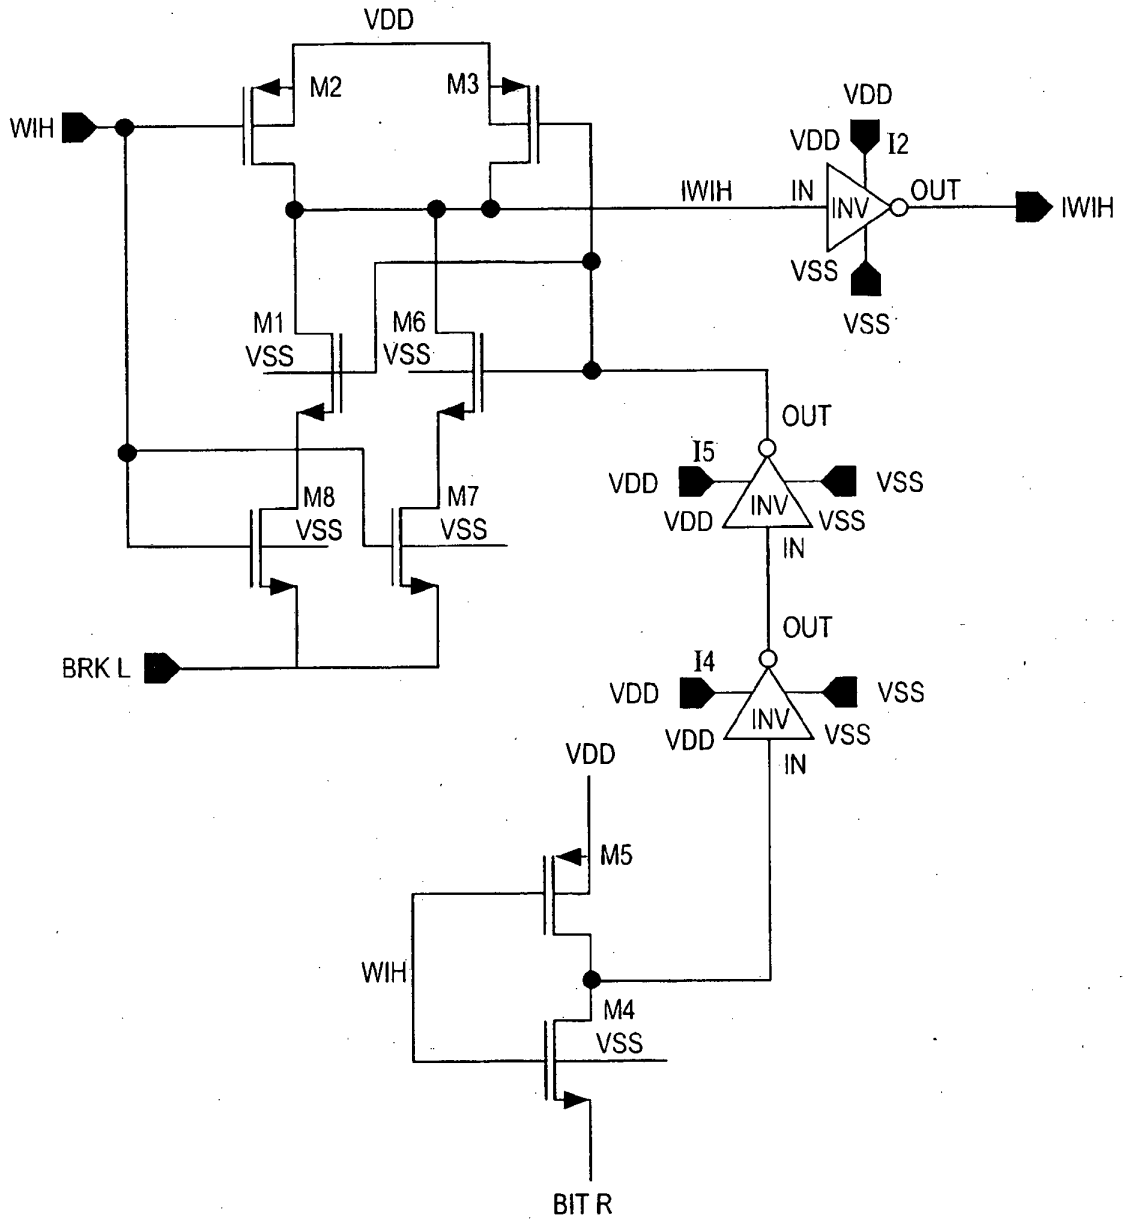 VDD
M2
M3
WIH
VDD
VDD
I2
IWIH
IN
INV
OUT
IWIH
VSS
VSS
M1
VSS
M6
VSS
OUT
I5
VDD
VSS
INV
VDD
VSS
IN
M8
VSS
M7
VSS
OUT
BRK L
I4
VDD
VSS
INV
VDD
VSS
IN
VDD
M5
WIH
M4
VSS
BIT R